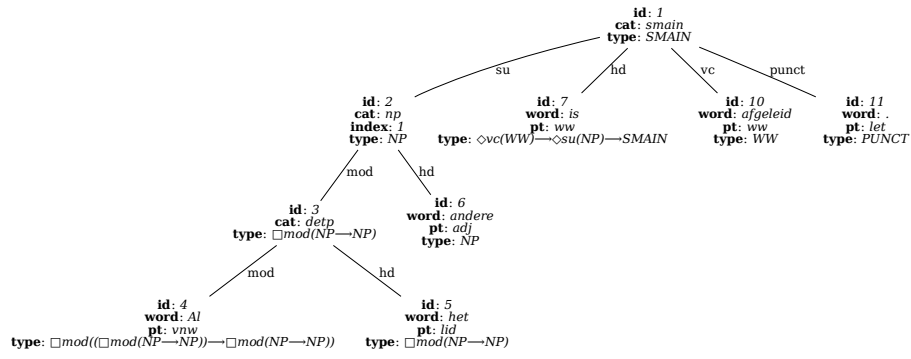 id: 1
cat: smain
type: SMAIN
su
hd
vc
punct
id: 2
cat: np
index: 1
type: NP
id: 7
word: is
pt: ww
type: ◇vc(WW)⟶◇su(NP)⟶SMAIN
id: 10
word: afgeleid
pt: ww
type: WW
id: 11
word: .
pt: let
type: PUNCT
mod
hd
id: 3
cat: detp
type: □mod(NP⟶NP)
id: 6
word: andere
pt: adj
type: NP
mod
hd
id: 4
word: Al
pt: vnw
type: □mod((□mod(NP⟶NP))⟶□mod(NP⟶NP))
id: 5
word: het
pt: lid
type: □mod(NP⟶NP)